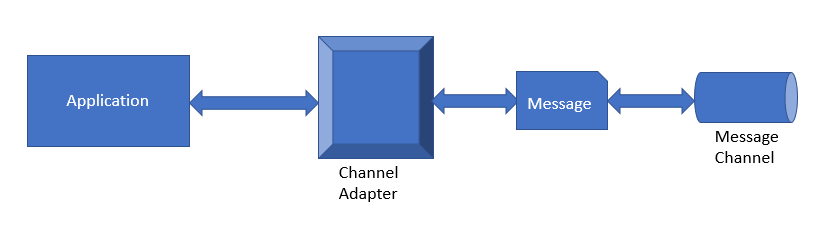 Application
Channel
Adapter
Message
Message
Channel